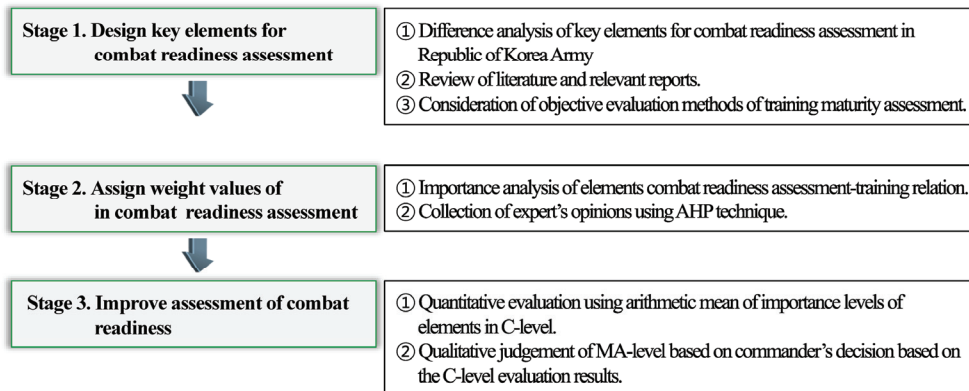 Stage 1. Design key elements for
combat readiness assessment
① Difference analysis of key elements for combat readiness assessment in
Republic of Korea Army
② Review of literature and relevant reports.
③ Consideration of objective evaluation methods of training maturity assessment.
Stage 2. Assign weight values of
in combat readiness assessment
① Importance analysis of elements combat readiness assessment-training relation.
② Collection of expert's opinions using AHP technique.
Stage 3. Improve assessment of combat
readiness
① Quantitative evaluation using arithmetic mean of importance levels of
elements in C-level.
② Qualitative judgement of MA-level based on commander's decision based on
the C-level evaluation results.